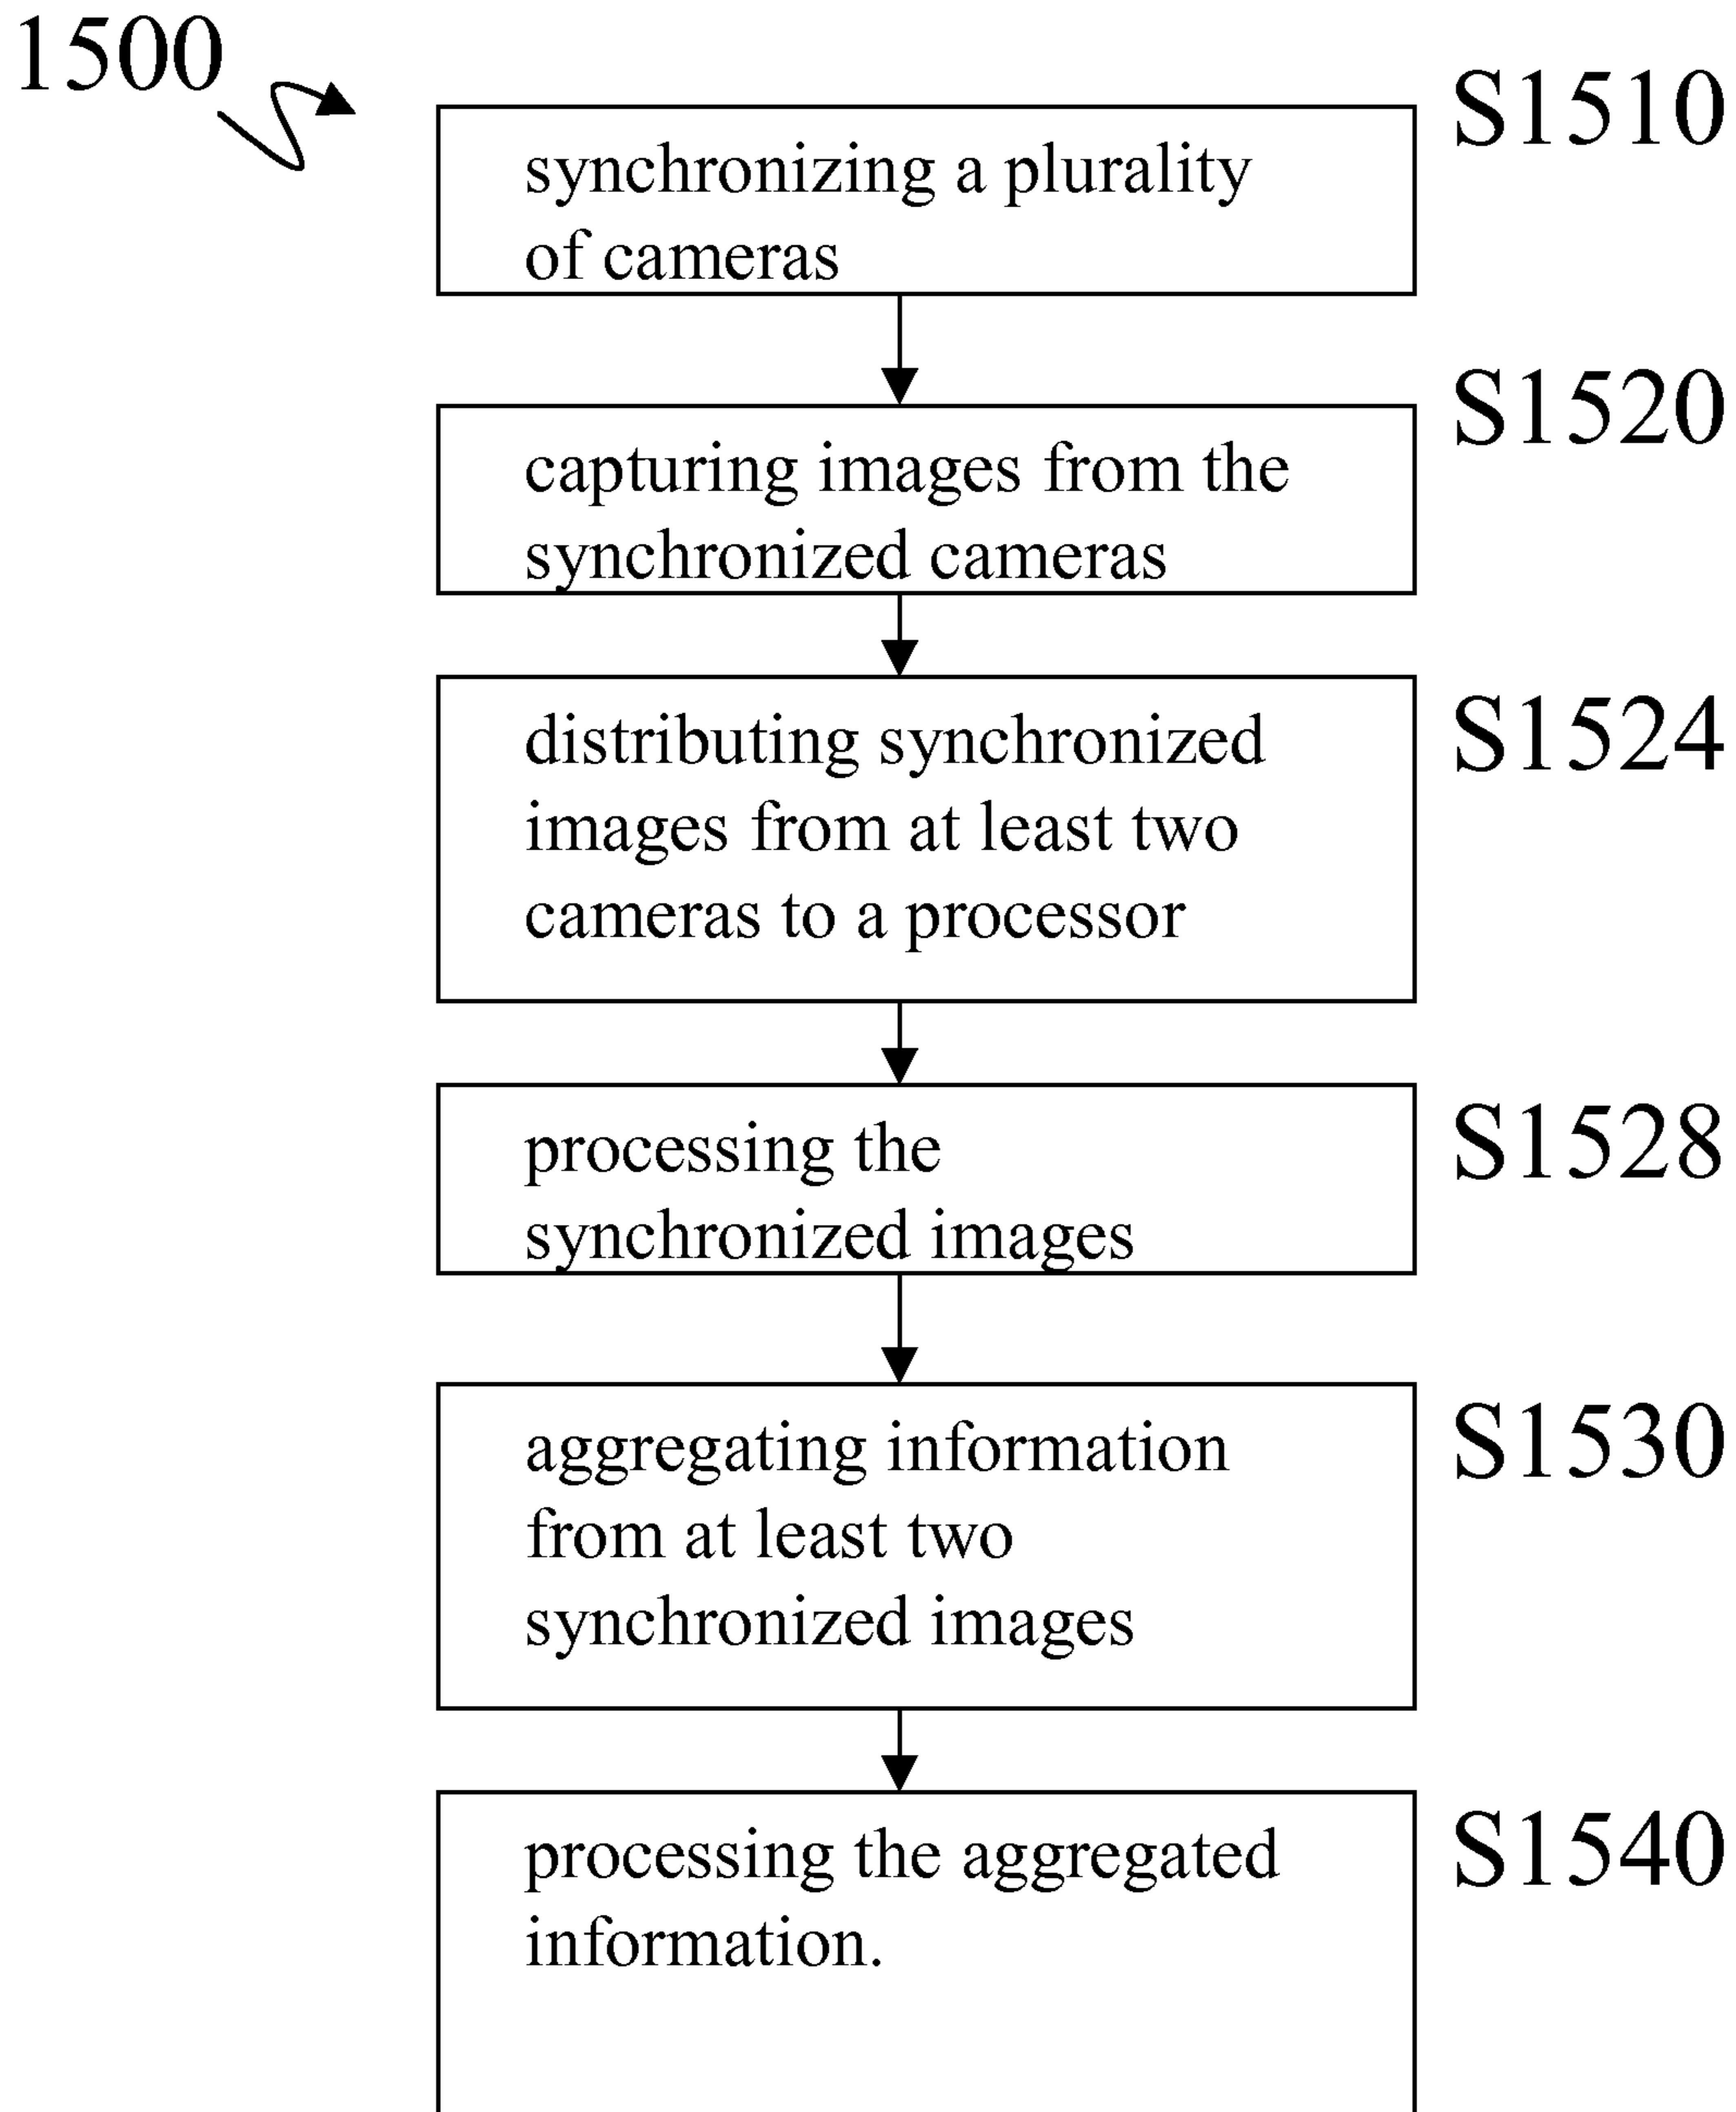 1500
S1510
synchronizing a plurality
of cameras
S1520
capturing images from the
synchronized cameras
S1524
distributing synchronized
images from at least two
cameras to a processor
S1528
processing the
synchronized images
S1530
aggregating information
from at least two
synchronized images
S1540
processing the aggregated
information.